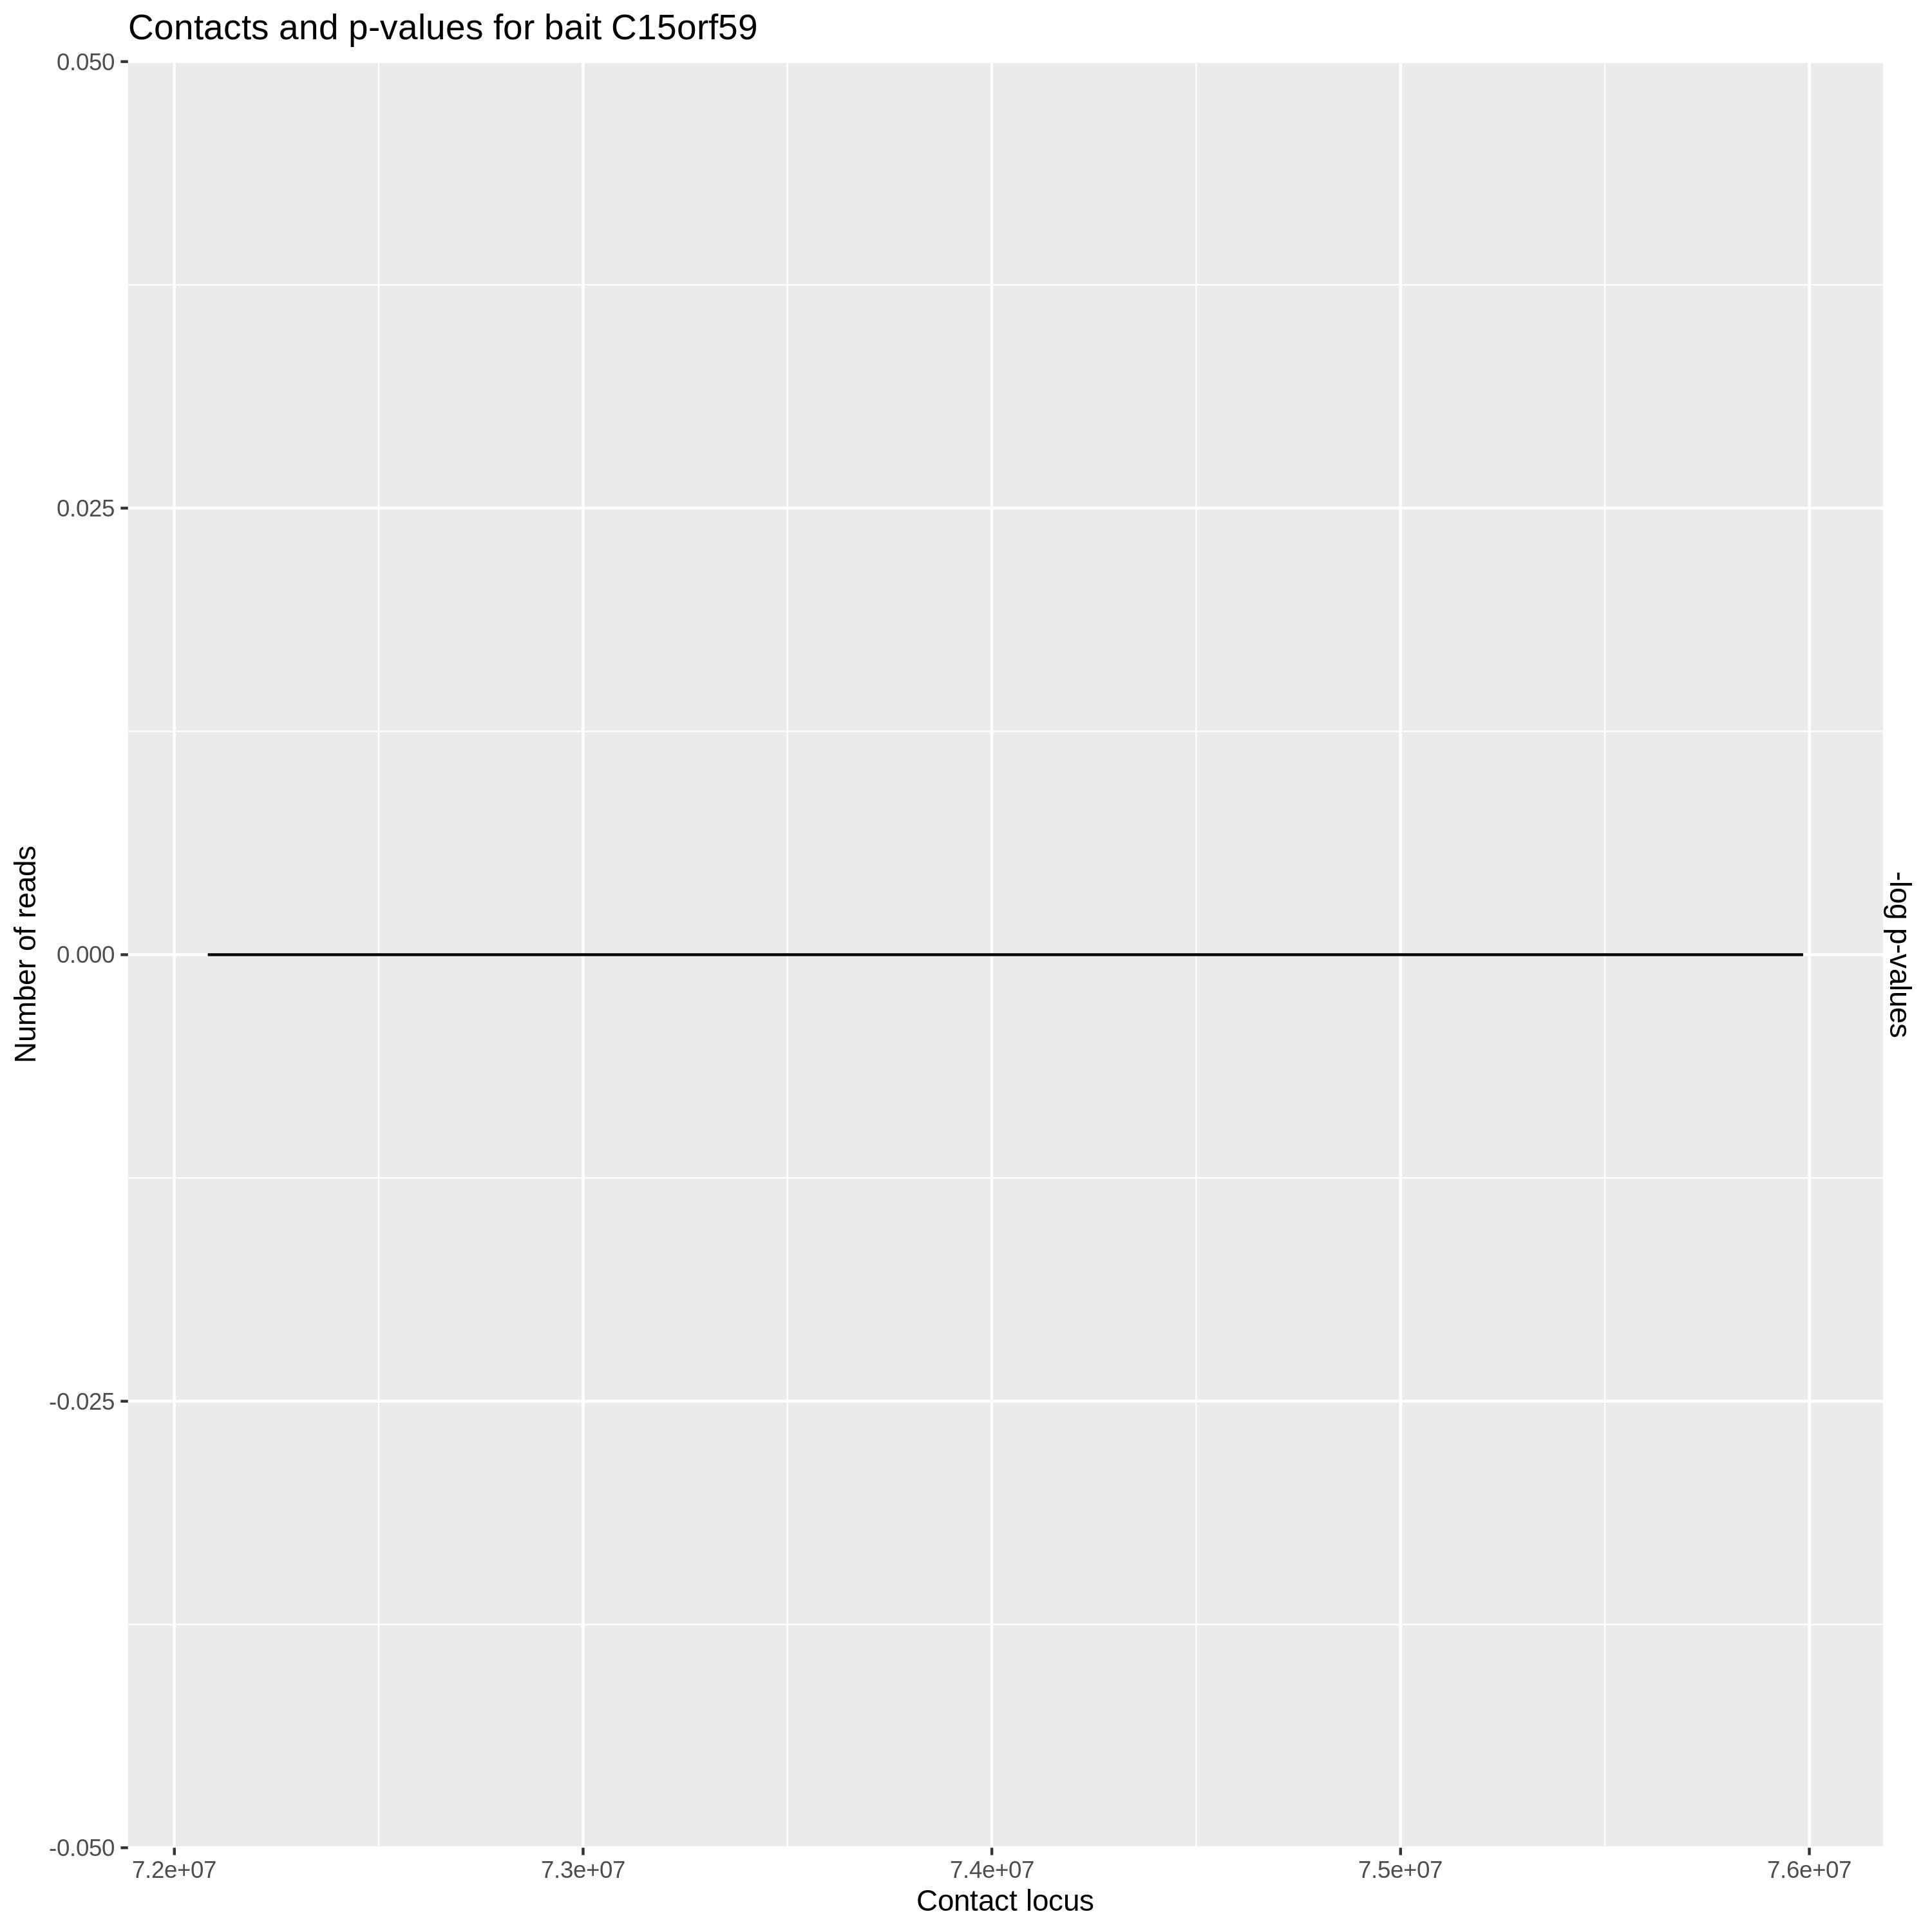 Contacts and p-values for bait C15orf59
0.050
0.025
0.000
-0.025
-0.050
Number of reads
-log p-values
7.2e+07
7.3e+07
7.4e+07
7.5e+07
7.6e+07
Contact locus